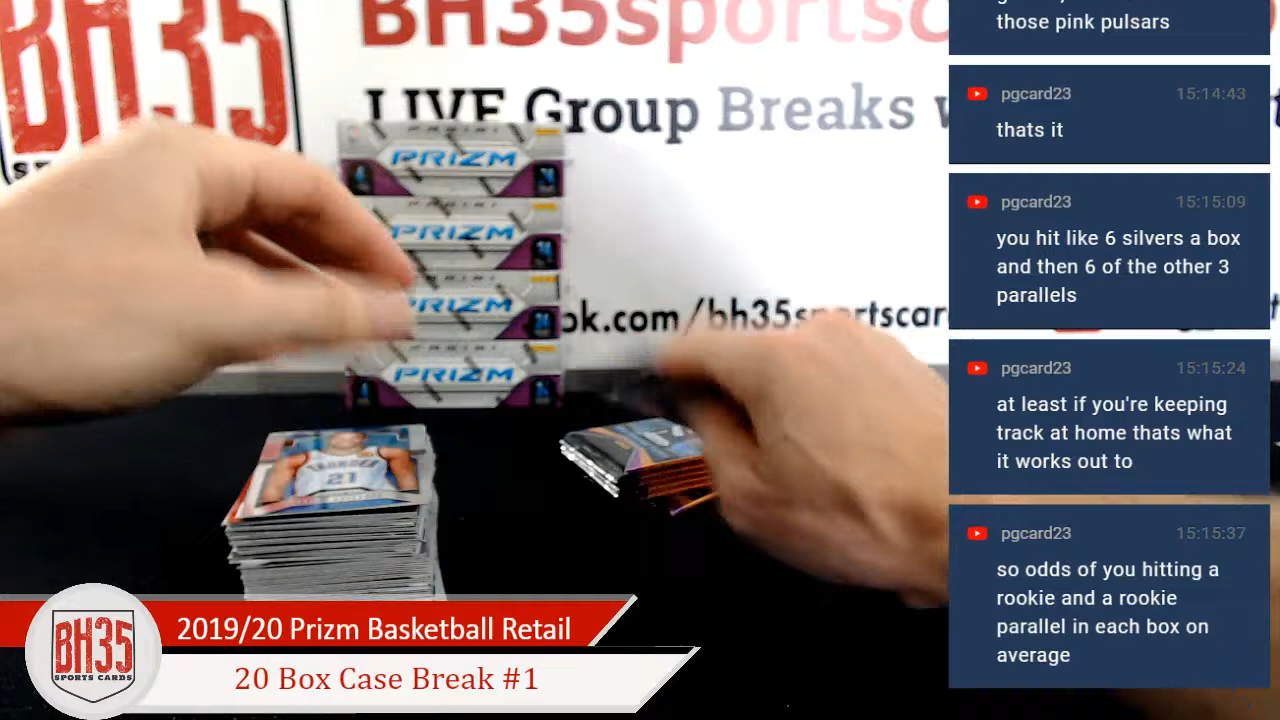 BH35
BH35sportsc
LIVE Group Breaks
PANINI
PRIZM
PRIZM
PRIZM
PRIZM
ok.com/bh35sportscar
THUNDER
21
those pink pulsars
pgcard23 15:14:43
thats it
pgcard23 15:15:09
you hit like 6 silvers a box
and then 6 of the other 3
parallels
pgcard23 15:15:24
at least if you're keeping
track at home thats what
it works out to
pgcard23 15:15:37
so odds of you hitting a
rookie and a rookie
parallel in each box on
average
BH35
SPORTS CARDS
2019/20 Prizm Basketball Retail
20 Box Case Break #1